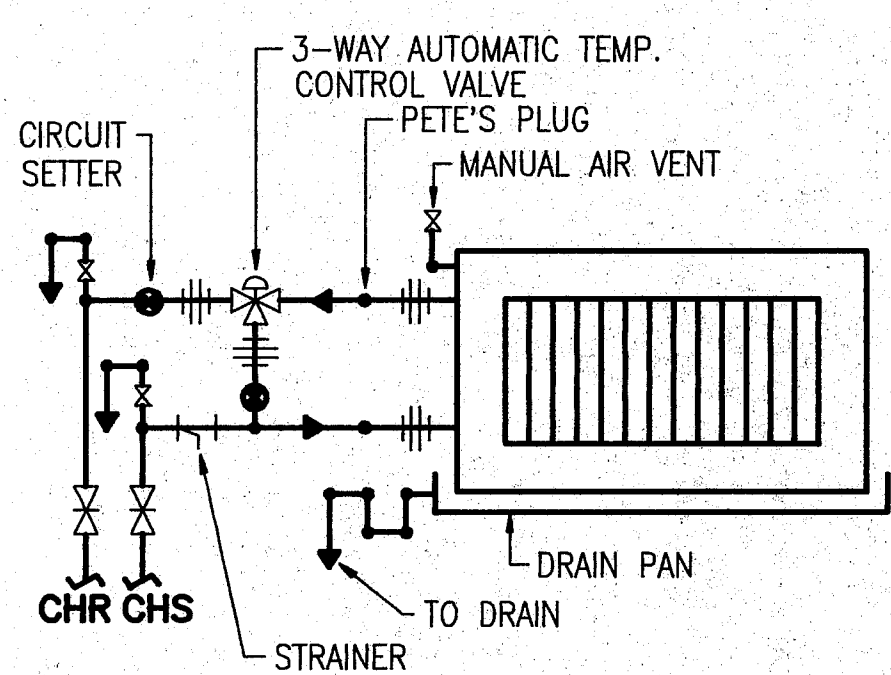 3-WAY AUTOMATIC TEMP.
CONTROL VALVE
PETE'S PLUG
CIRCUIT
SETTER
MANUAL AIR VENT
DRAIN PAN
CHR CHS
TO DRAIN
STRAINER